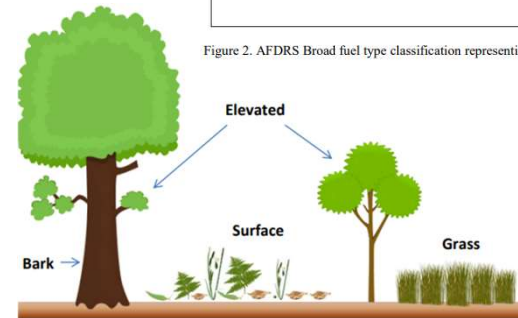 Figure 2. AFDRS Broad fuel type classification representi
Elevated
Surface
Grass
Bark